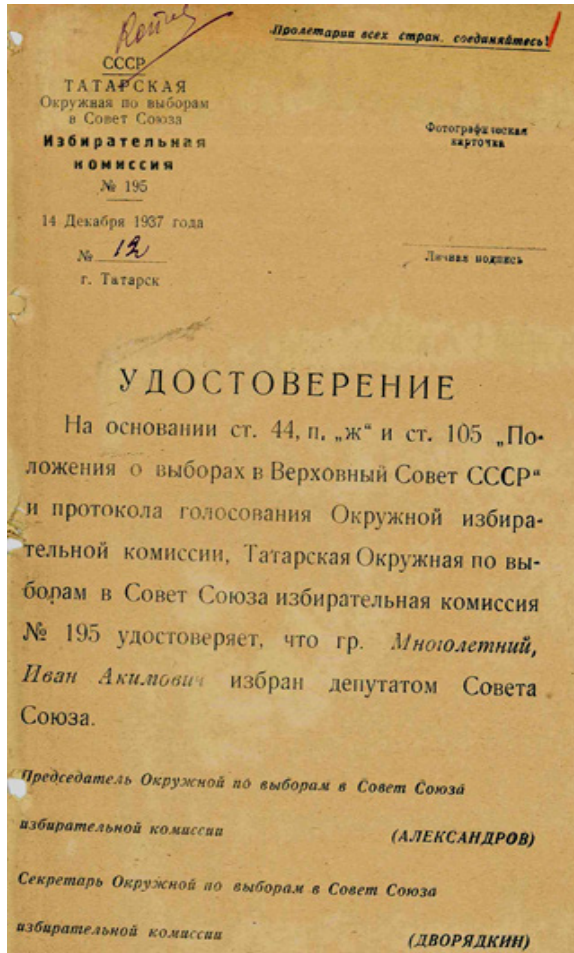 Копия
Пролетарии всех стран, соединяйтесь!
СССР
ТАТАРСКАЯ
Окружная по выборам
в Совет Союза
Избирательная
комиссия
№ 195
14 Декабря 1937 года
№ 12
г. Татарск
Фотографическая
карточка
Личная подпись
УДОСТОВЕРЕНИЕ
На основании ст. 44, п. „ж“ и ст. 105 „По-
ложения о выборах в Верховный Совет СССР“
и протокола голосования Окружной избира-
тельной комиссии, Татарская Окружная по вы-
борам в Совет Союза избирательная комиссия
№ 195 удостоверяет, что гр. Многолетний,
Иван Акимович избран депутатом Совета
Союза.
Председатель Окружной по выборам в Совет Союза
избирательной комиссии (АЛЕКСАНДРОВ)
Секретарь Окружной по выборам в Совет Союза
избирательной комиссии (ДВОРЯДКИН)